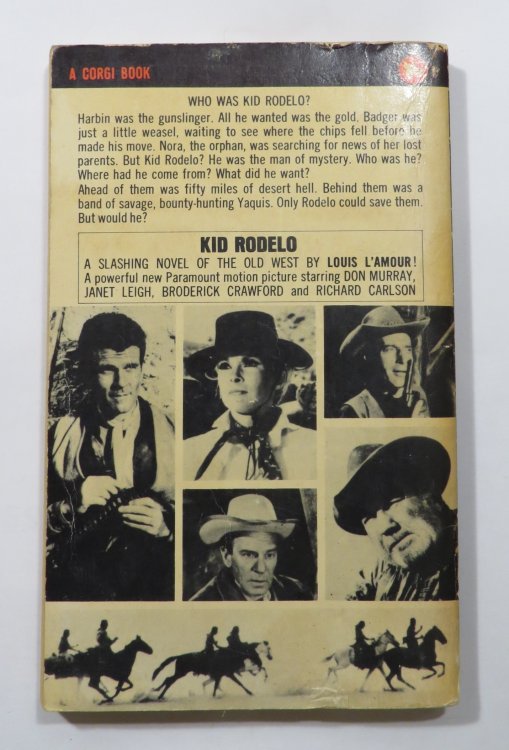 A CORGI BOOK
WHO WAS KID RODELO?
Harbin was the gunslinger. All he wanted was the gold. Badger was
just a little weasel, waiting to see where the chips fell before he
made his move. Nora, the orphan, was searching for news of her lost
parents. But Kid Rodelo? He was the man of mystery. Who was he?
Where had he come from? What did he want?
Ahead of them was fifty miles of desert hell. Behind them was a
band of savage, bounty-hunting Yaquis. Only Rodelo could save them.
But would he?
KID RODELO
A SLASHING NOVEL OF THE OLD WEST BY LOUIS L'AMOUR!
A powerful new Paramount motion picture starring DON MURRAY,
JANET LEIGH, BRODERICK CRAWFORD and RICHARD CARLSON